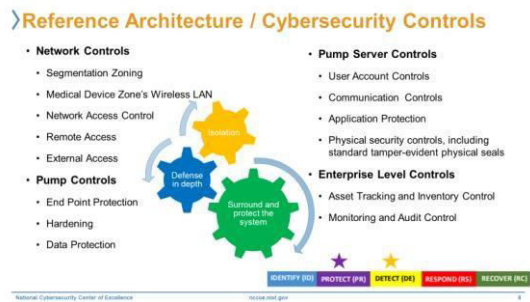 Reference Architecture / Cybersecurity Controls
• Network Controls
• Segmentation Zoning
• Medical Device Zone's Wireless LAN
• Network Access Control
• Remote Access
• External Access
• Pump Controls
• End Point Protection
• Hardening
• Data Protection
Isolation
Defense
in depth
Surround and
protect the
system
• Pump Server Controls
• User Account Controls
• Communication Controls
• Application Protection
• Physical security controls, including
standard tamper-evident physical seals
• Enterprise Level Controls
• Asset Tracking and Inventory Control
• Monitoring and Audit Control
IDENTIFY (ID) PROTECT (PR) DETECT (DE) RESPOND (RS) RECOVER (RC)
National Cybersecurity Center of Excellence nccoe.nist.gov